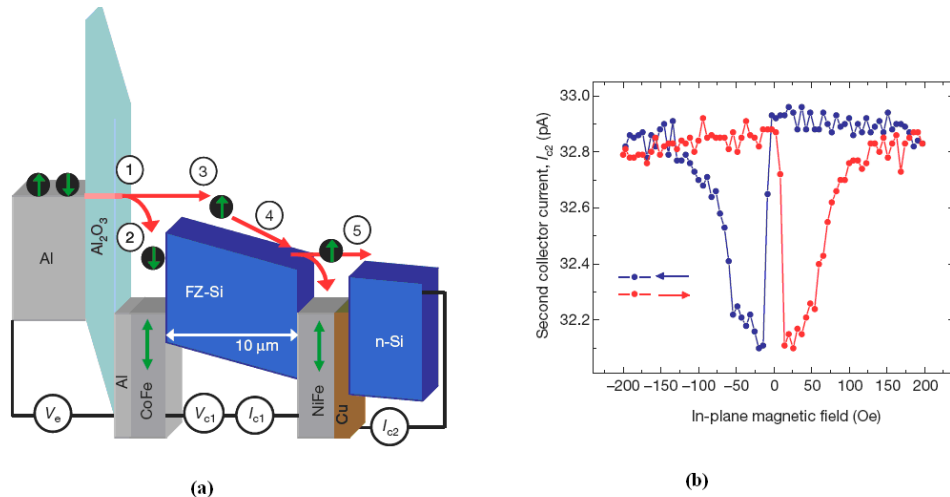 1
3
4
5
2
Al
Al2O3
FZ-Si
10 μm
n-Si
Al
CoFe
NiFe
Cu
Ve
Vc1
Ic1
Ic2
(a)
Second collector current, Ic2 (pA)
33.0
32.8
32.6
32.4
32.2
−200 −150 −100 −50 0 50 100 150 200
In-plane magnetic field (Oe)
(b)